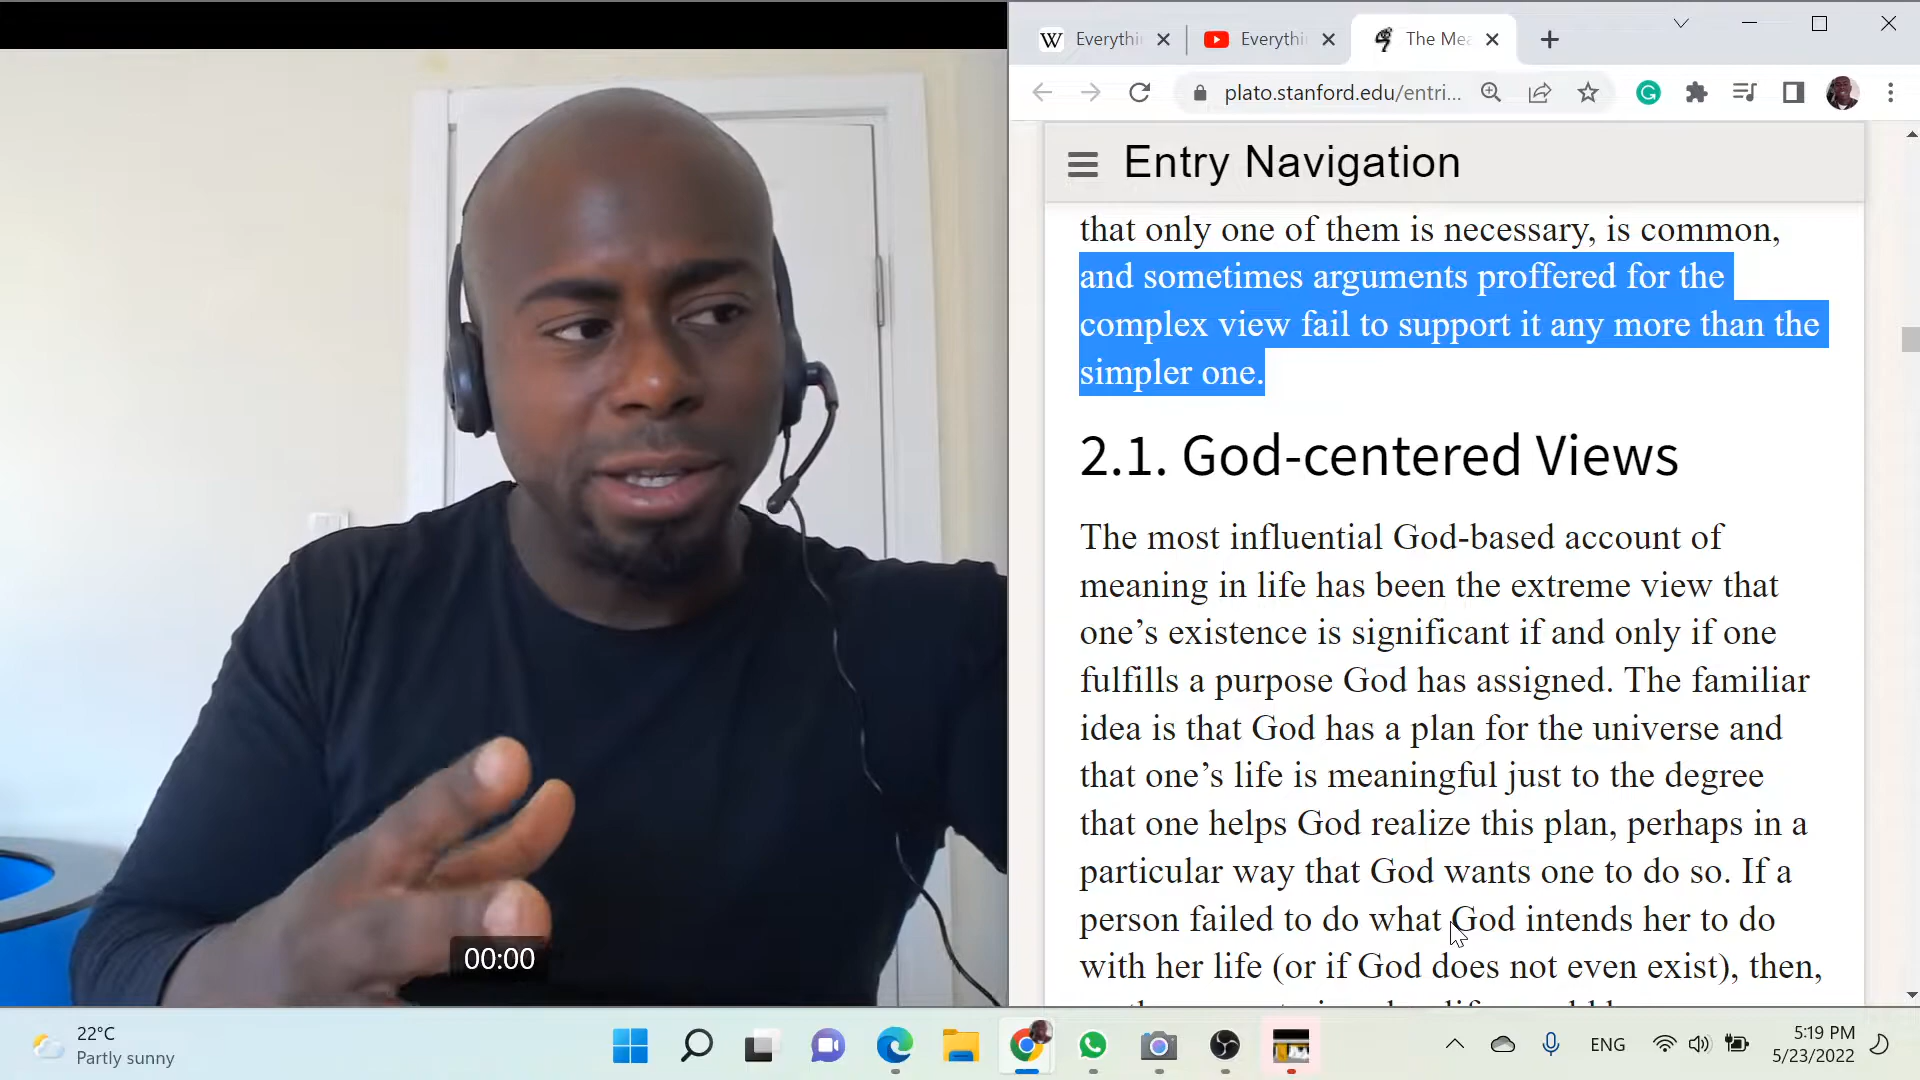 W Everythi
Everythi
The Mea
plato.stanford.edu/entri...
Entry Navigation
that only one of them is necessary, is common,
and sometimes arguments proffered for the
complex view fail to support it any more than the
simpler one.
2.1. God-centered Views
The most influential God-based account of
meaning in life has been the extreme view that
one’s existence is significant if and only if one
fulfills a purpose God has assigned. The familiar
idea is that God has a plan for the universe and
that one’s life is meaningful just to the degree
that one helps God realize this plan, perhaps in a
particular way that God wants one to do so. If a
person failed to do what God intends her to do
with her life (or if God does not even exist), then,
00:00
22°C
Partly sunny
ENG
5:19 PM
5/23/2022